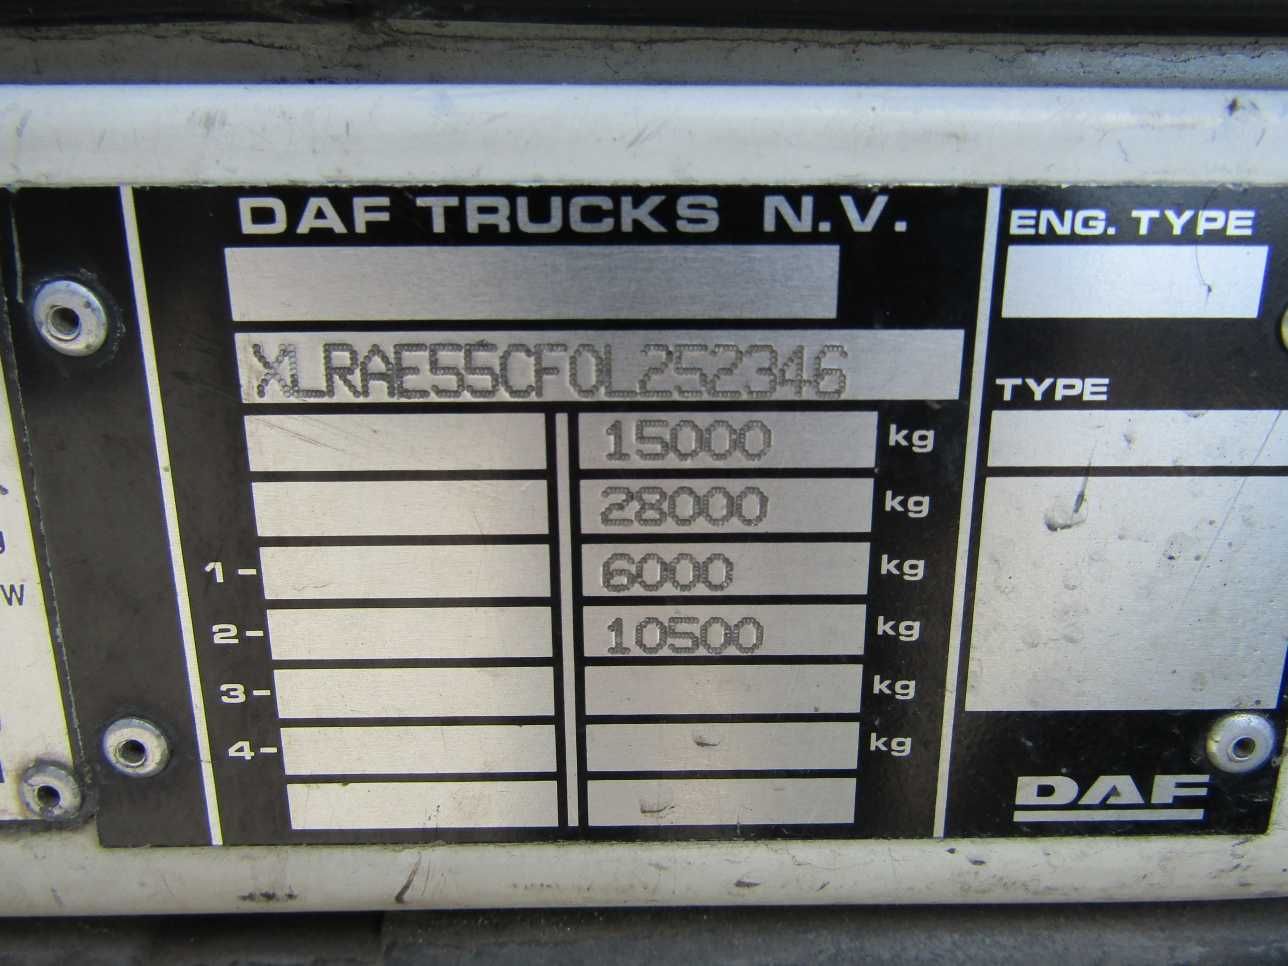 DAF TRUCKS N.V.
ENG. TYPE
XLRAE55CF0L252346
TYPE
15000 kg
28000 kg
1- 6000 kg
2- 10500 kg
3- kg
4- kg
W
DAF